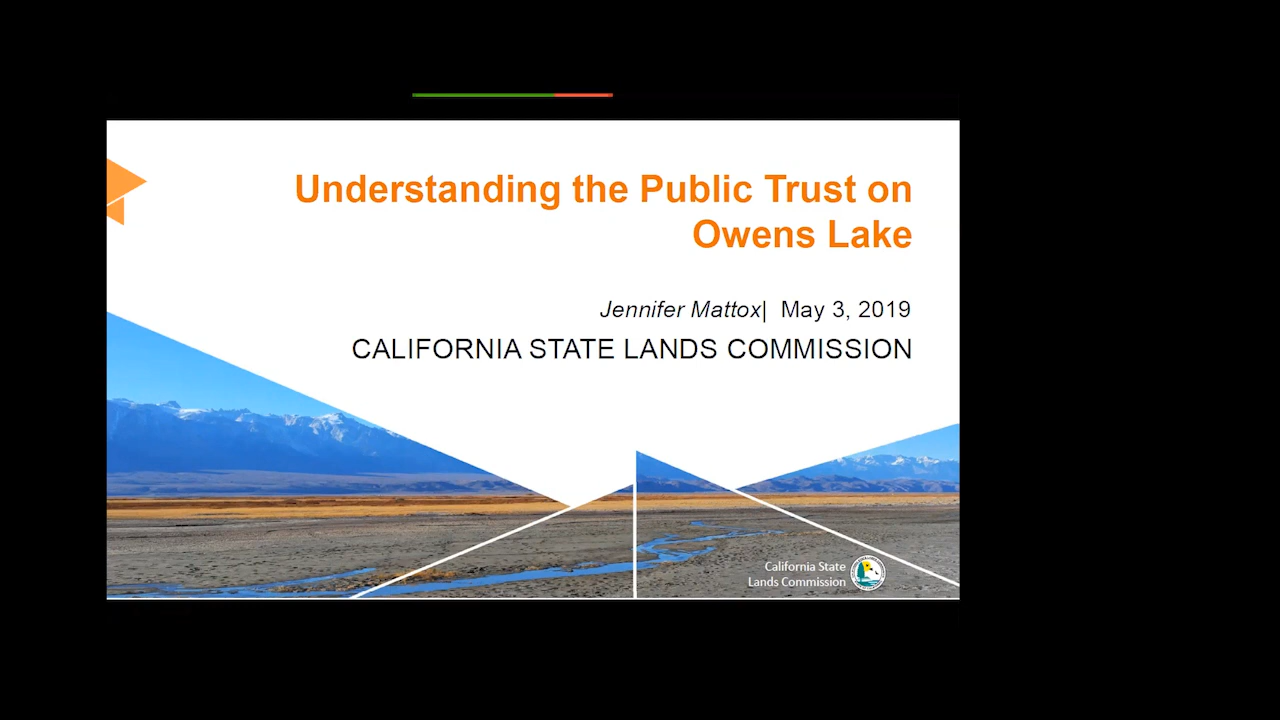 Understanding the Public Trust on
Owens Lake
Jennifer Mattox| May 3, 2019
CALIFORNIA STATE LANDS COMMISSION
California State
Lands Commission